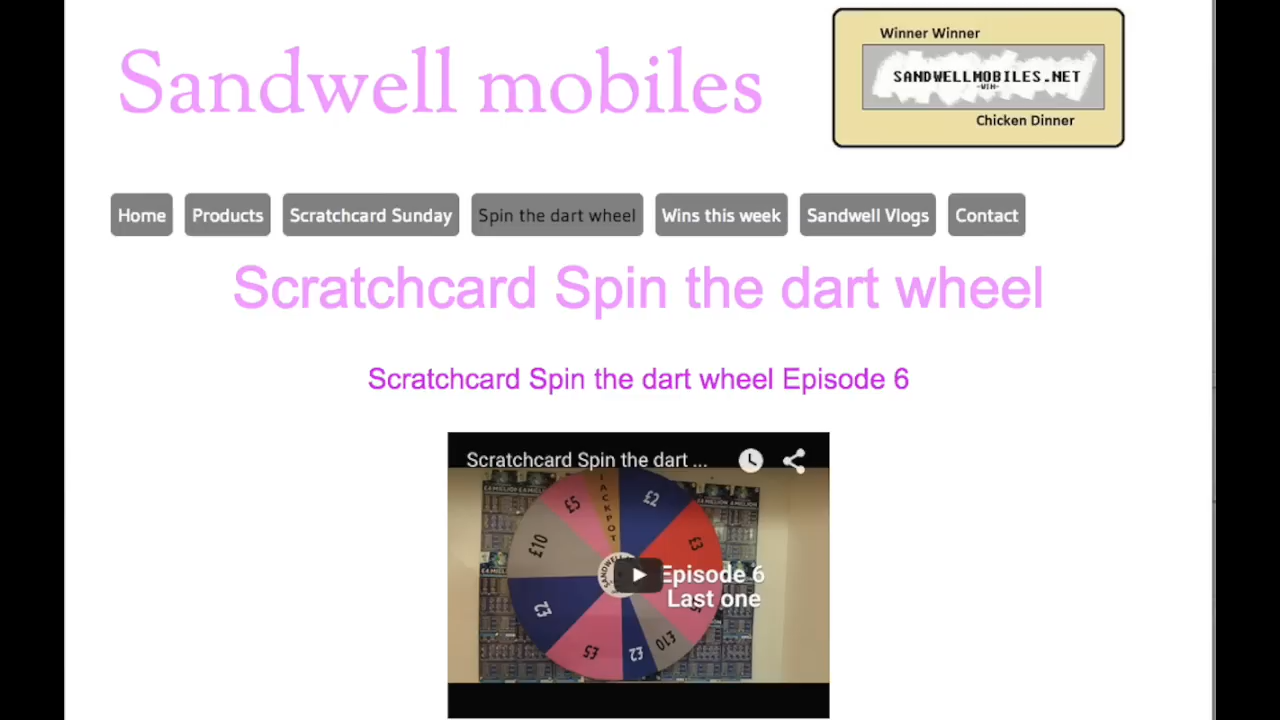 Sandwell mobiles
Winner Winner
SANDWELLMOBILES.NET
-WIN-
Chicken Dinner
Home Products Scratchcard Sunday Spin the dart wheel Wins this week Sandwell Vlogs Contact
Scratchcard Spin the dart wheel
Scratchcard Spin the dart wheel Episode 6
Scratchcard Spin the dart ...
JACKPOT
£5
£2
£10
£3
Episode 6
Last one
£2
£10
£5
£2